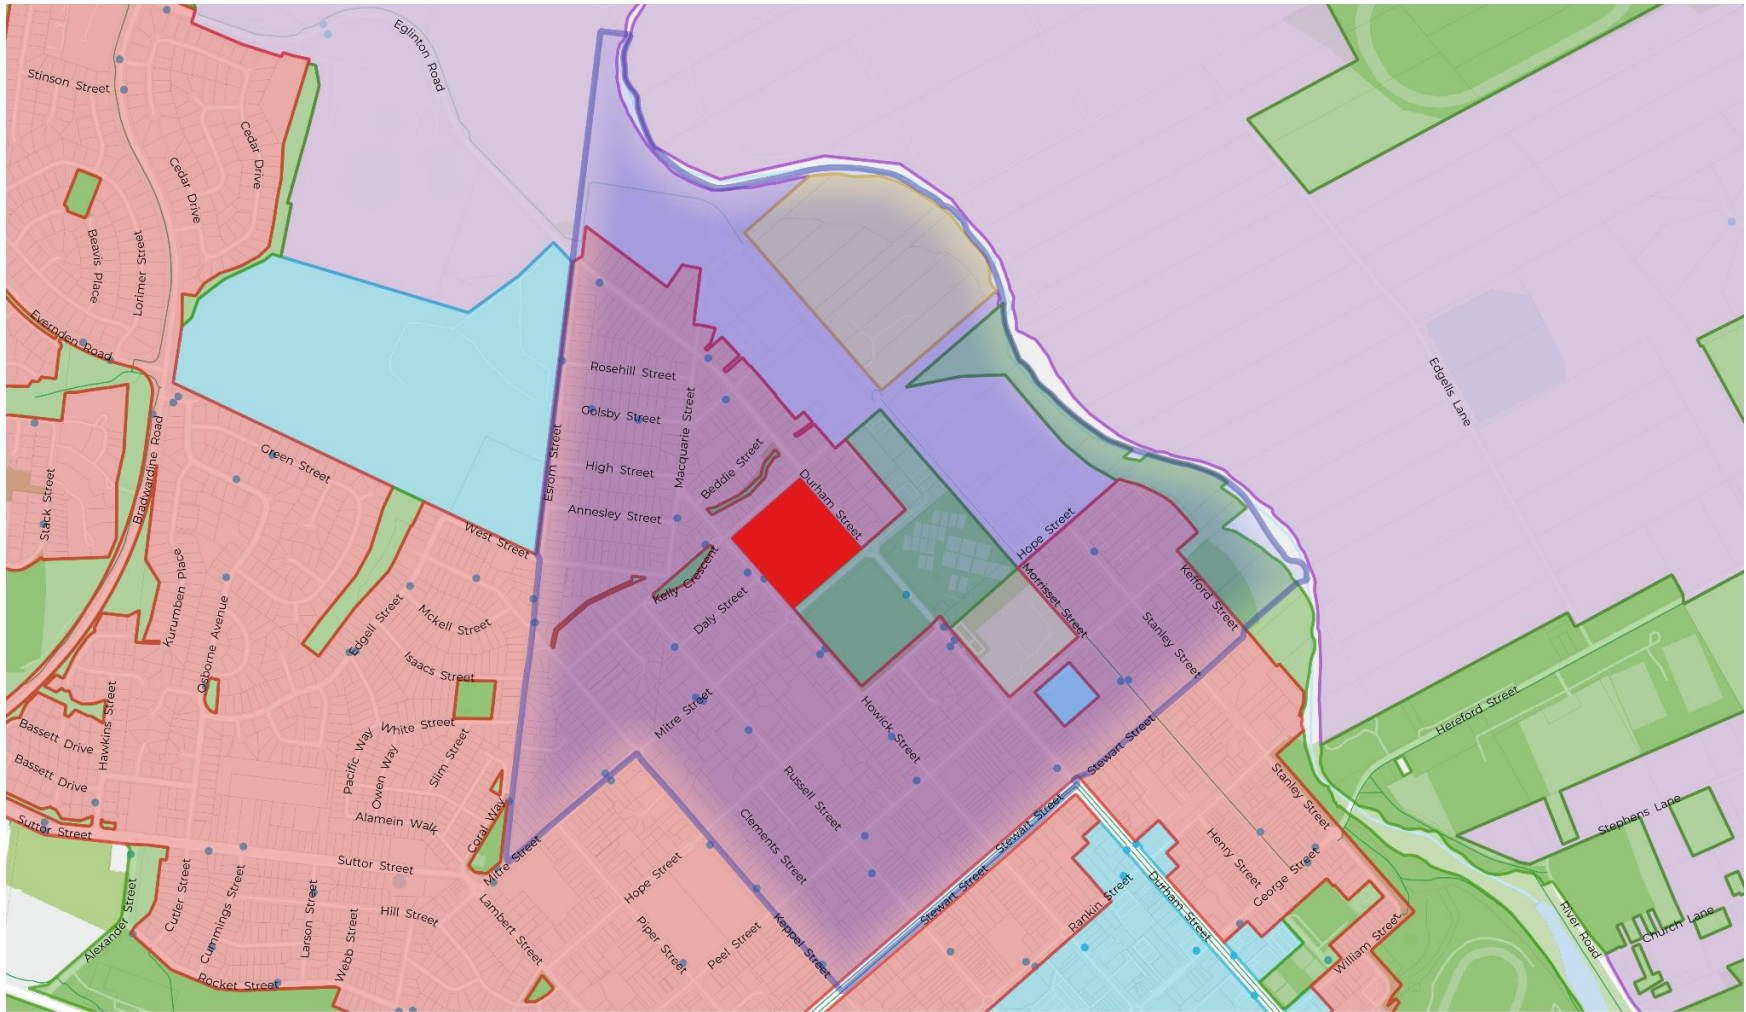 Eglinton Road
Stinson Street
Cedar Drive
Cedar Drive
Beavis Place
Lorimer Street
Evernden Road
Bradwardine Road
Slack Street
Green Street
West Street
Esrom Street
Rosehill Street
Golsby Street
High Street
Annesley Street
Macquarie Street
Beddie Street
Durham Street
Kelly Crescent
Daly Street
Hope Street
Morrisset Street
Kefford Street
Stanley Street
Edgells Lane
Kurumben Place
Osborne Avenue
Edgell Street
Mckell Street
Isaacs Street
White Street
Pacific Way
Owen Way
Slim Street
Alamein Walk
Coral Way
Hawkins Street
Bassett Drive
Bassett Drive
Suttor Street
Suttor Street
Mitre Street
Mitre Street
Howick Street
Russell Street
Clements Street
Stewart Street
Stewart Street
Stewart Street
Hereford Street
Stephens Lane
Church Lane
River Road
Stanley Street
Henry Street
George Street
Durham Street
Rankin Street
William Street
Hope Street
Piper Street
Peel Street
Keppel Street
Lambert Street
Hill Street
Webb Street
Larson Street
Cummings Street
Cutler Street
Rocket Street
Alexander Street